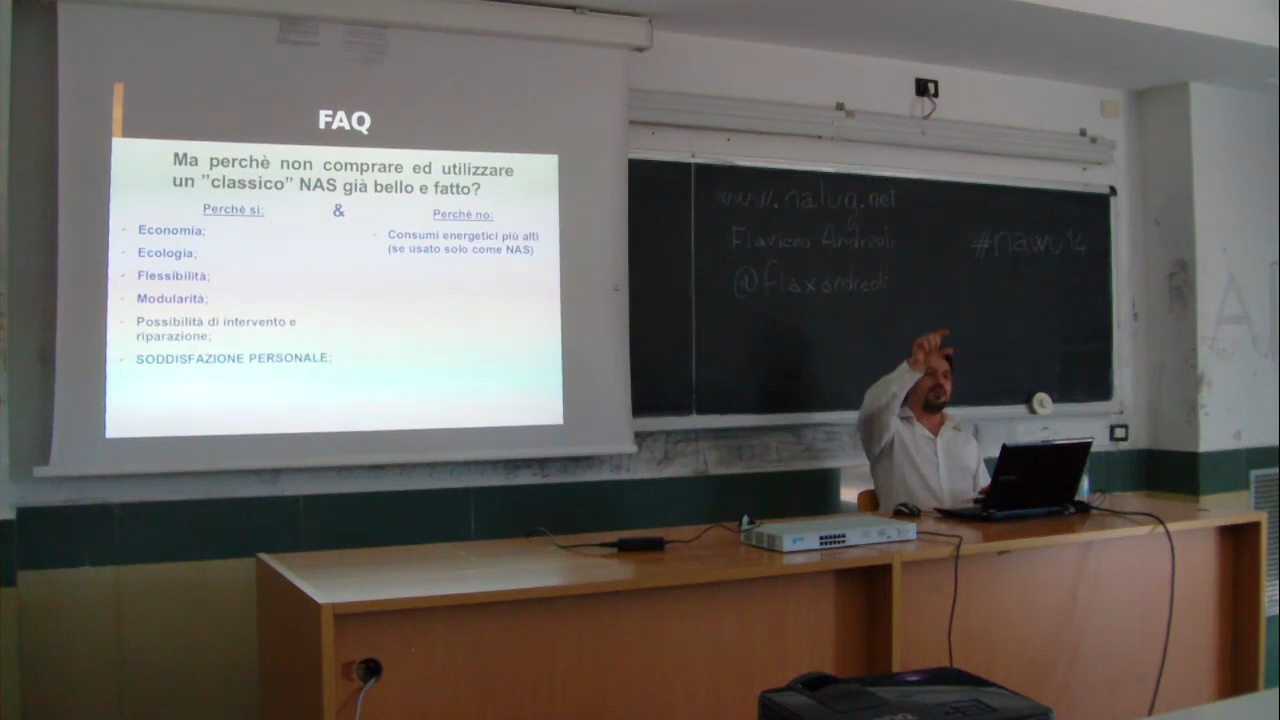 FAQ
Ma perchè non comprare ed utilizzare
un "classico" NAS già bello e fatto?
Perchè si:
&
Perchè no:
Economia;
Ecologia;
Flessibilità;
Modularità;
Possibilità di intervento e
riparazione;
SODDISFAZIONE PERSONALE;
Consumi energetici più alti
(se usato solo come NAS)
www.nalug.net
Flaviano Andreoli
@flaxandreoli
#nawu14
A